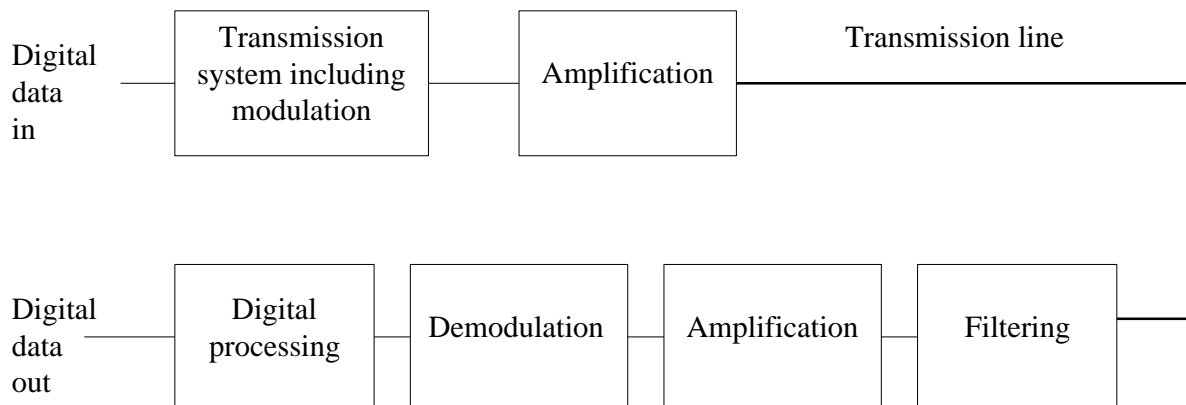 Digital
data
in
Transmission
system including
modulation
Amplification
Transmission line
Digital
data
out
Digital
processing
Demodulation
Amplification
Filtering